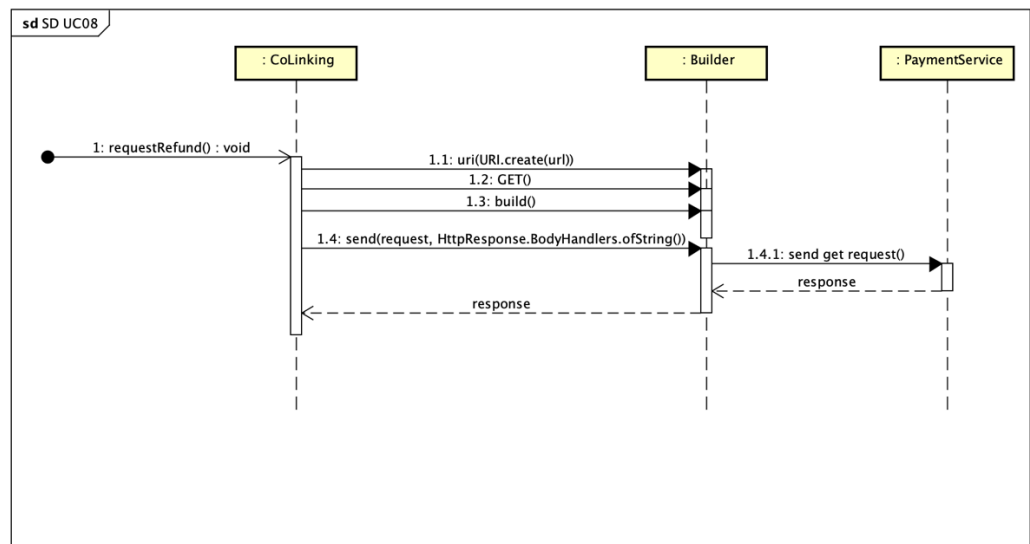 sd SD UC08
: CoLinking
: Builder
: PaymentService
1: requestRefund() : void
1.1: uri(URI.create(url))
1.2: GET()
1.3: build()
1.4: send(request, HttpResponse.BodyHandlers.ofString())
1.4.1: send get request()
response
response